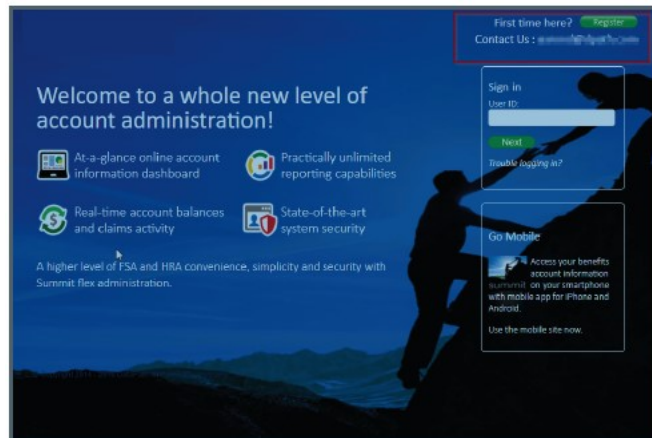 First time here? Register
Contact Us :
Welcome to a whole new level of
account administration!
At-a-glance online account
information dashboard
Practically unlimited
reporting capabilities
Real-time account balances
and claims activity
State-of-the-art
system security
A higher level of FSA and HRA convenience, simplicity and security with
Summit flex administration.
Sign in
User ID:
Next
Trouble logging in?
Go Mobile
Access your benefits
account information
summit on your smartphone
with mobile app for iPhone and
Android.
Use the mobile site now.